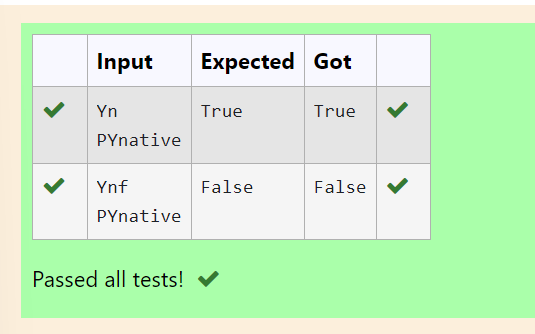 Input Expected Got
Yn True True
PYnative
Ynf False False
PYnative
Passed all tests!